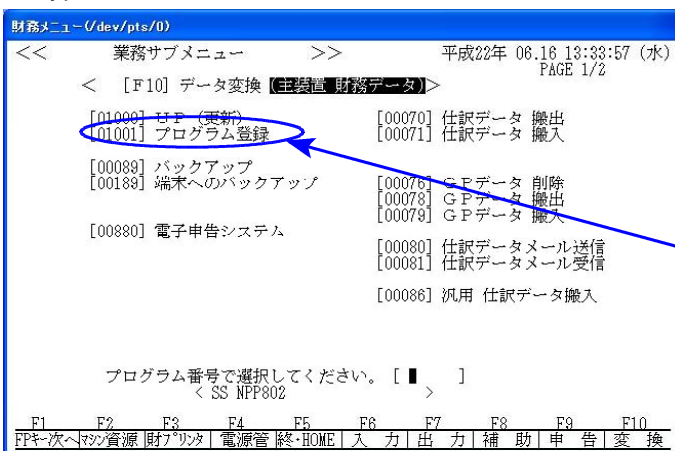 財務メニュー(/dev/pts/0)
<< 業務サブメニュー >> 平成22年 06.16 13:33:57 (水)
PAGE 1/2
< [F10] データ変換 (主装置 財務データ)>
[01000] UP (更新) [00070] 仕訳データ 搬出
[01001] プログラム登録 [00071] 仕訳データ 搬入
[00089] バックアップ
[00189] 端末へのバックアップ [00076] GPデータ 削除
[00078] GPデータ 搬出
[00079] GPデータ 搬入
[00880] 電子申告システム
[00080] 仕訳データメール送信
[00081] 仕訳データメール受信
[00086] 汎用 仕訳データ搬入
プログラム番号で選択してください。 [ ]
< SS NPP802 >
F1 F2 F3 F4 F5 F6 F7 F8 F9 F10
FPキー次へ マシン資源 財プリンタ 電源管 終・HOME 入 力 出 力 補 助 申 告 変 換